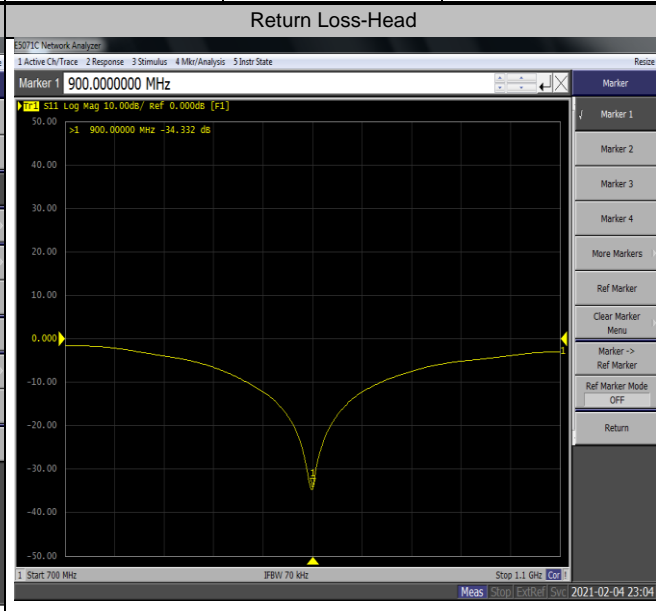 Return Loss-Head
E5071C Network Analyzer
1 Active Ch/Trace 2 Response 3 Stimulus 4 Mkr/Analysis 5 Instr State
Resize
Marker 1 900.0000000 MHz
Marker
Tr1 S11 Log Mag 10.00dB/ Ref 0.000dB [F1]
>1 900.00000 MHz -34.332 dB
50.00
40.00
30.00
20.00
10.00
0.000
-10.00
-20.00
-30.00
-40.00
-50.00
1
1
√ Marker 1
Marker 2
Marker 3
Marker 4
More Markers
Ref Marker
Clear Marker
Menu
Marker ->
Ref Marker
Ref Marker Mode
OFF
Return
1 Start 700 MHz IFBW 70 kHz Stop 1.1 GHz Cor !
Meas Stop ExtRef Svc 2021-02-04 23:04